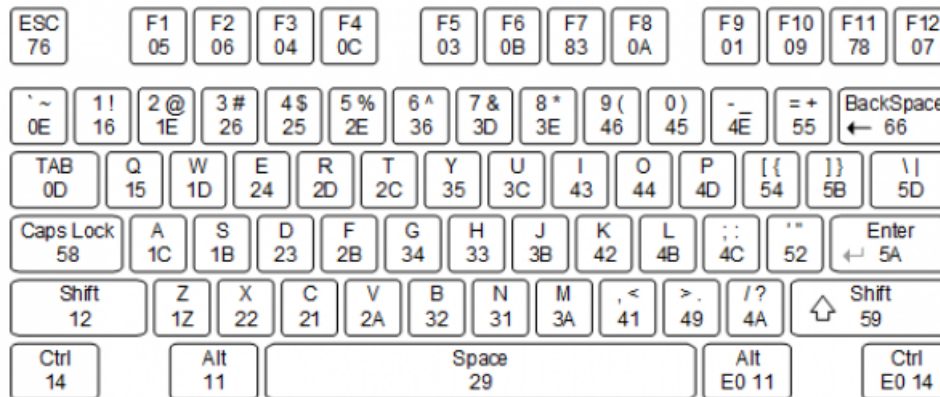 ESC F1 F2 F3 F4 F5 F6 F7 F8 F9 F10 F11 F12
76 05 06 04 0C 03 0B 83 0A 01 09 78 07
` ~ 1 ! 2 @ 3 # 4 $ 5 % 6 ^ 7 & 8 * 9 ( 0 ) - _ = + BackSpace
0E 16 1E 26 25 2E 36 3D 3E 46 45 4E 55 ← 66
TAB Q W E R T Y U I O P [ { ] } \ |
0D 15 1D 24 2D 2C 35 3C 43 44 4D 54 5B 5D
Caps Lock A S D F G H J K L ; : ' " Enter
58 1C 1B 23 2B 34 33 3B 42 4B 4C 52 ↵ 5A
Shift Z X C V B N M , < > . / ? ⇧ Shift
12 1Z 22 21 2A 32 31 3A 41 49 4A 59
Ctrl Alt Space Alt Ctrl
14 11 29 E0 11 E0 14